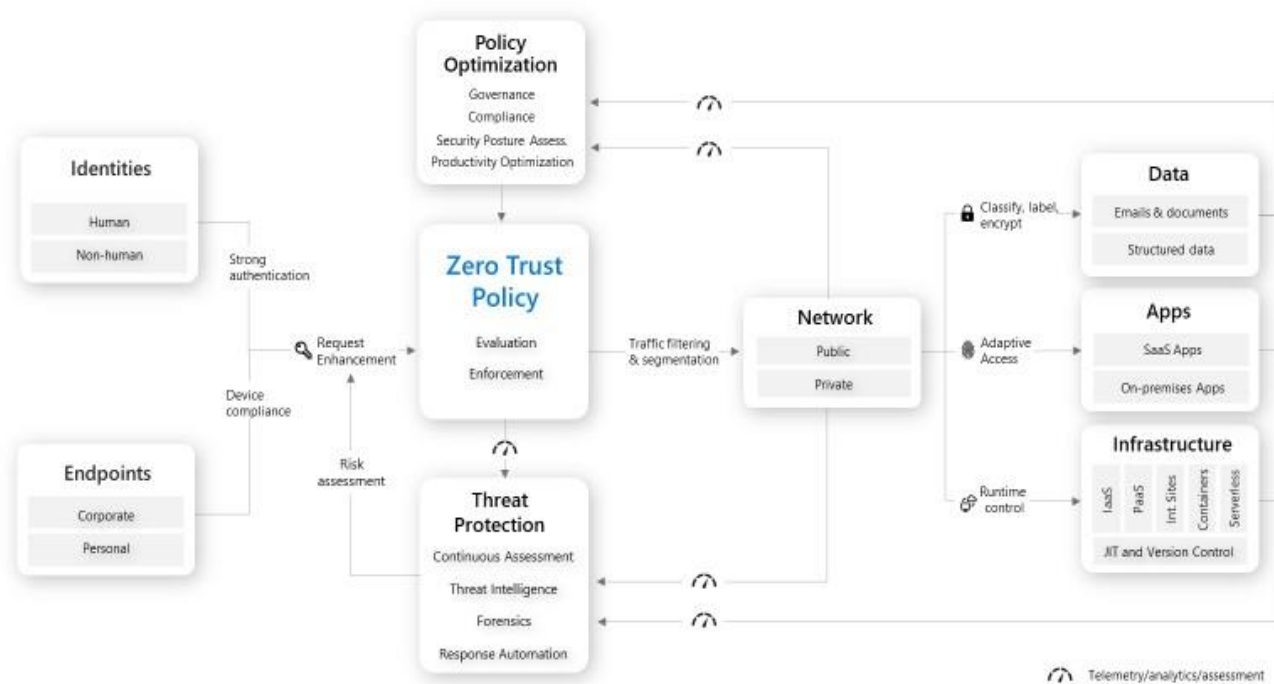 Policy
Optimization
Governance
Compliance
Security Posture Assess.
Productivity Optimization
Identities
Human
Non-human
Strong
authentication
Zero Trust
Policy
Evaluation
Enforcement
Request
Enhancement
Device
compliance
Endpoints
Corporate
Personal
Risk
assessment
Threat
Protection
Continuous Assessment
Threat Intelligence
Forensics
Response Automation
Traffic filtering
& segmentation
Network
Public
Private
Classify, label,
encrypt
Data
Emails & documents
Structured data
Adaptive
Access
Apps
SaaS Apps
On-premises Apps
Runtime
control
Infrastructure
IaaS
PaaS
Int. Sites
Containers
Serverless
JIT and Version Control
Telemetry/analytics/assessment